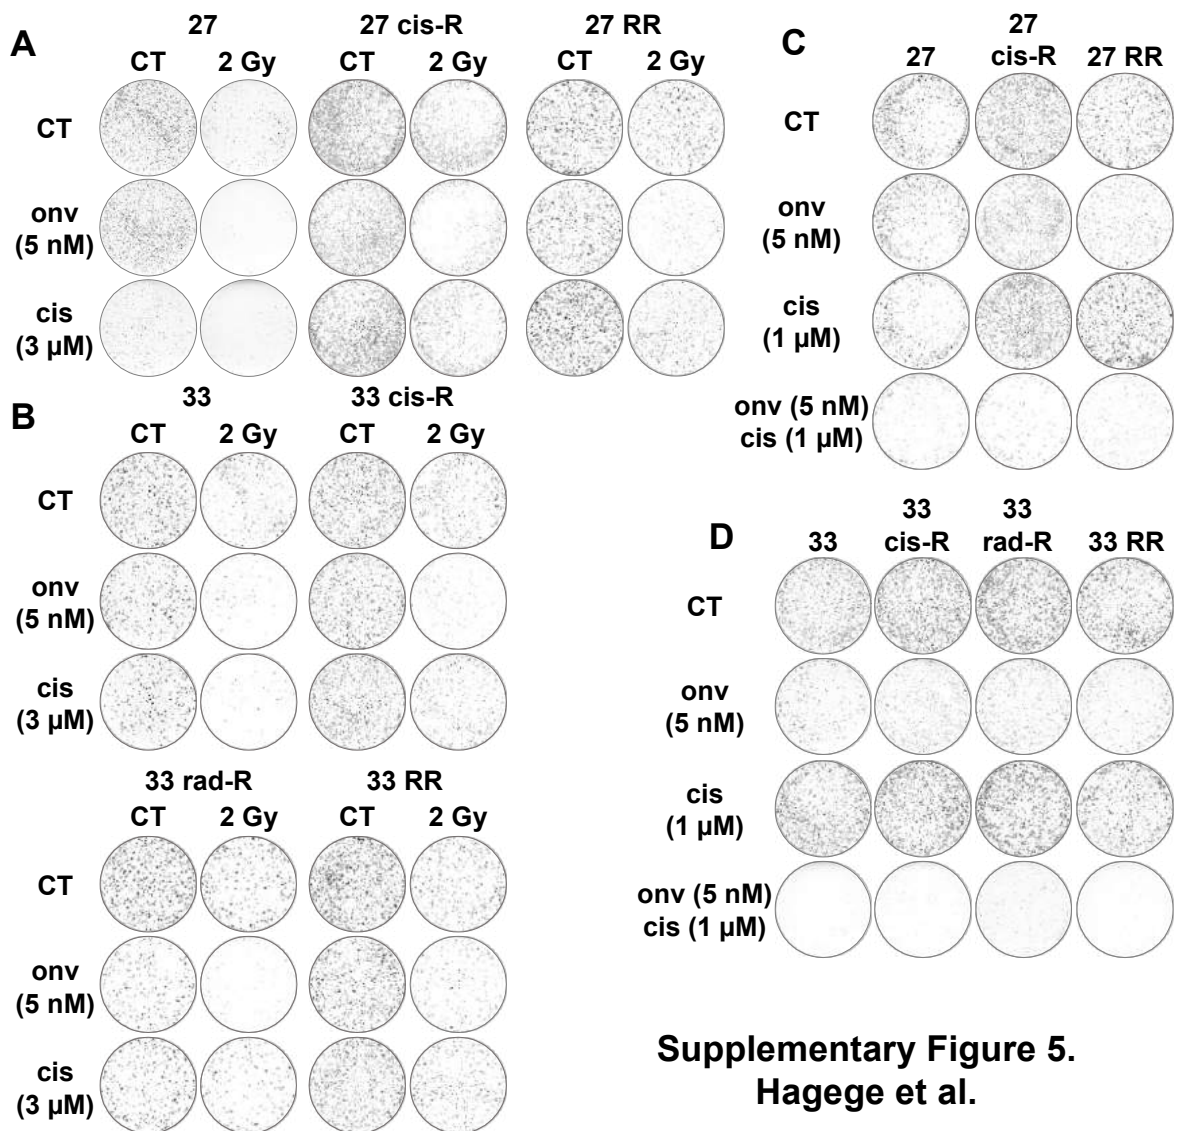 A
27
27 cis-R
27 RR
CT 2 Gy CT 2 Gy CT 2 Gy
CT
onv
(5 nM)
cis
(3 µM)
B
33
33 cis-R
CT 2 Gy CT 2 Gy
CT
onv
(5 nM)
cis
(3 µM)
33 rad-R
33 RR
CT 2 Gy CT 2 Gy
CT
onv
(5 nM)
cis
(3 µM)
C
27
27
cis-R
27 RR
CT
onv
(5 nM)
cis
(1 µM)
onv (5 nM)
cis (1 µM)
D
33
33
cis-R
33
rad-R
33 RR
CT
onv
(5 nM)
cis
(1 µM)
onv (5 nM)
cis (1 µM)
Supplementary Figure 5.
Hagege et al.